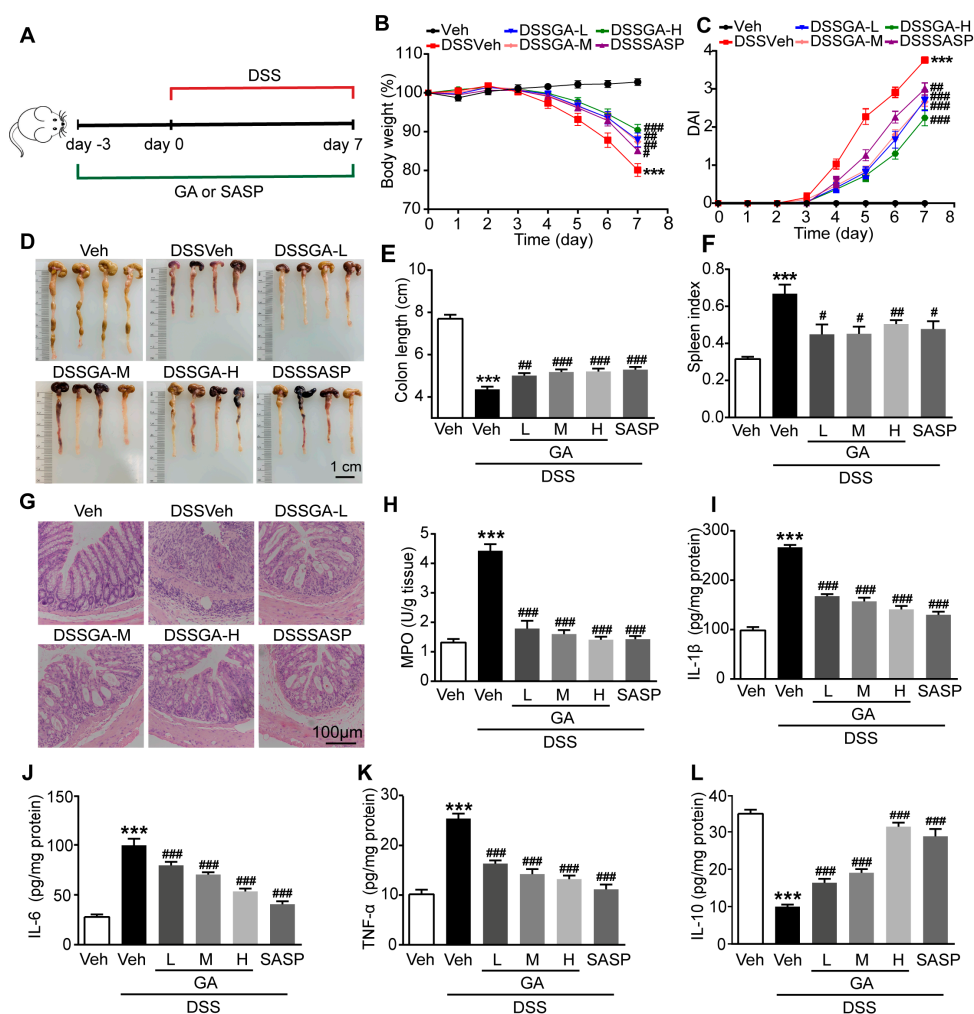 A
DSS
day -3
day 0
7
GA or SASP
B
Veh
DSSVeh
DSSGA-L
DSSGA-M
DSSGA-H
DSSSASP
Body weight (%)
110
100
90
80
70
0 1 2 3 4 5 6 7 8
Time (day)
###
##
##
#
***
C
Veh
DSSVeh
DSSGA-L
DSSGA-M
DSSGA-H
DSSSASP
DAI
4
3
2
1
0
0 1 2 3 4 5 6 7 8
Time (day)
***
##
###
###
###
D
Veh DSSVeh DSSGA-L
DSSGA-M DSSGA-H DSSSASP
1 cm
E
Colon length (cm)
10
8
6
4
*** ## ### ### ###
Veh Veh L M H SASP
GA
DSS
F
Spleen index
0.8
0.6
0.4
0.2
0.0
*** # # ## #
Veh Veh L M H SASP
GA
DSS
G
Veh DSSVeh DSSGA-L
DSSGA-M DSSGA-H DSSSASP
100μm
H
MPO (U/g tissue)
5
4
3
2
1
0
*** ### ### ### ###
Veh Veh L M H SASP
GA
DSS
I
IL-1β (pg/mg protein)
300
200
100
0
*** ### ### ### ###
Veh Veh L M H SASP
GA
DSS
J
IL-6 (pg/mg protein)
150
100
50
0
*** ### ### ### ###
Veh Veh L M H SASP
GA
DSS
K
TNF-α (pg/mg protein)
30
20
10
0
*** ### ### ### ###
Veh Veh L M H SASP
GA
DSS
L
IL-10 (pg/mg protein)
40
30
20
10
0
*** ### ### ### ###
Veh Veh L M H SASP
GA
DSS